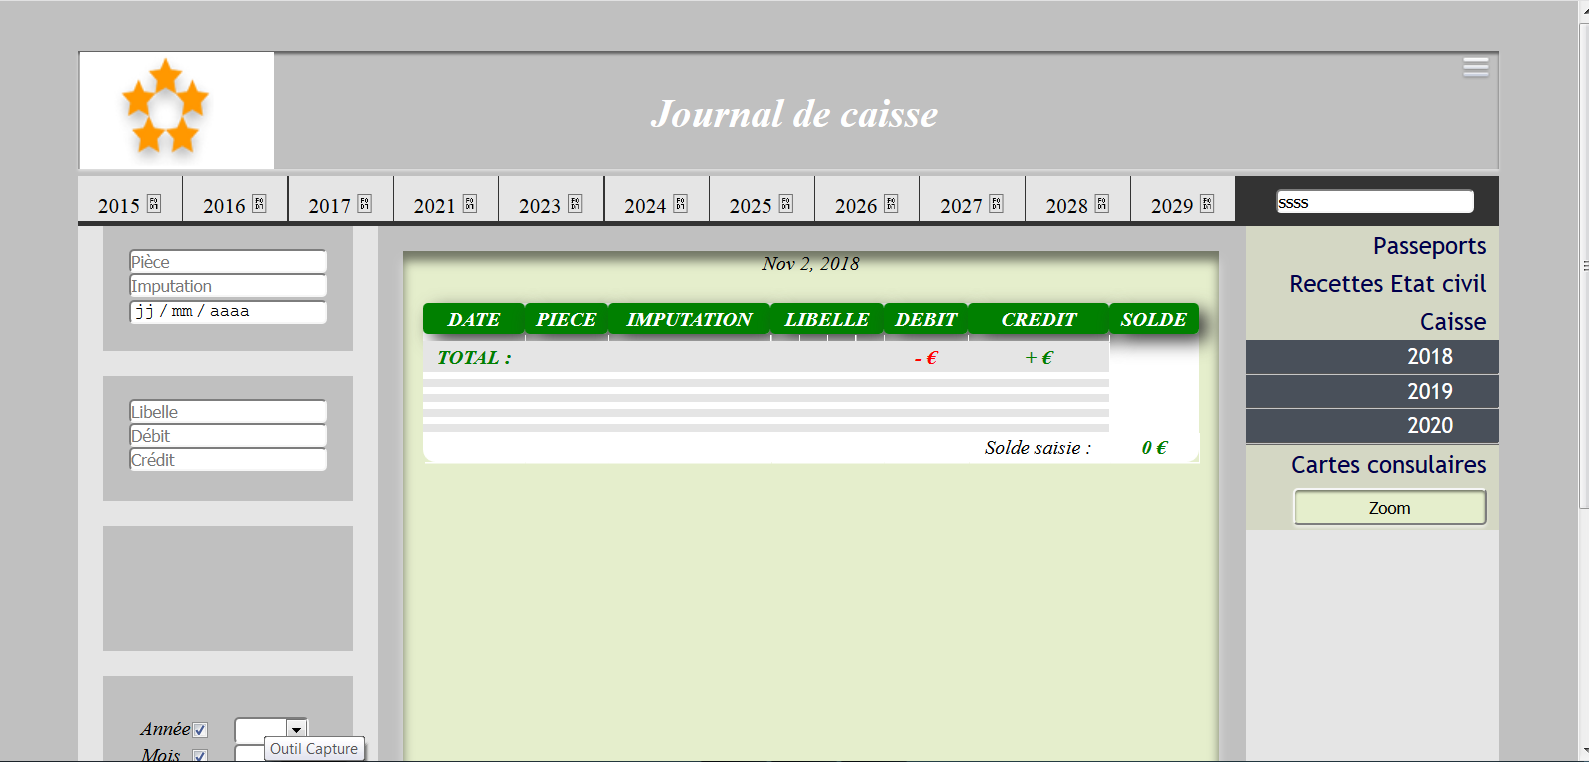 Journal de caisse
2015 2016 2017 2021 2023 2024 2025 2026 2027 2028 2029 ssss
Pièce
Imputation
jj / mm / aaaa
Libelle
Débit
Crédit
Année
Mois
Outil Capture
Nov 2, 2018
DATE PIECE IMPUTATION LIBELLE DEBIT CREDIT SOLDE
TOTAL : - € + €
Solde saisie : 0 €
Passeports
Recettes Etat civil
Caisse
2018
2019
2020
Cartes consulaires
Zoom